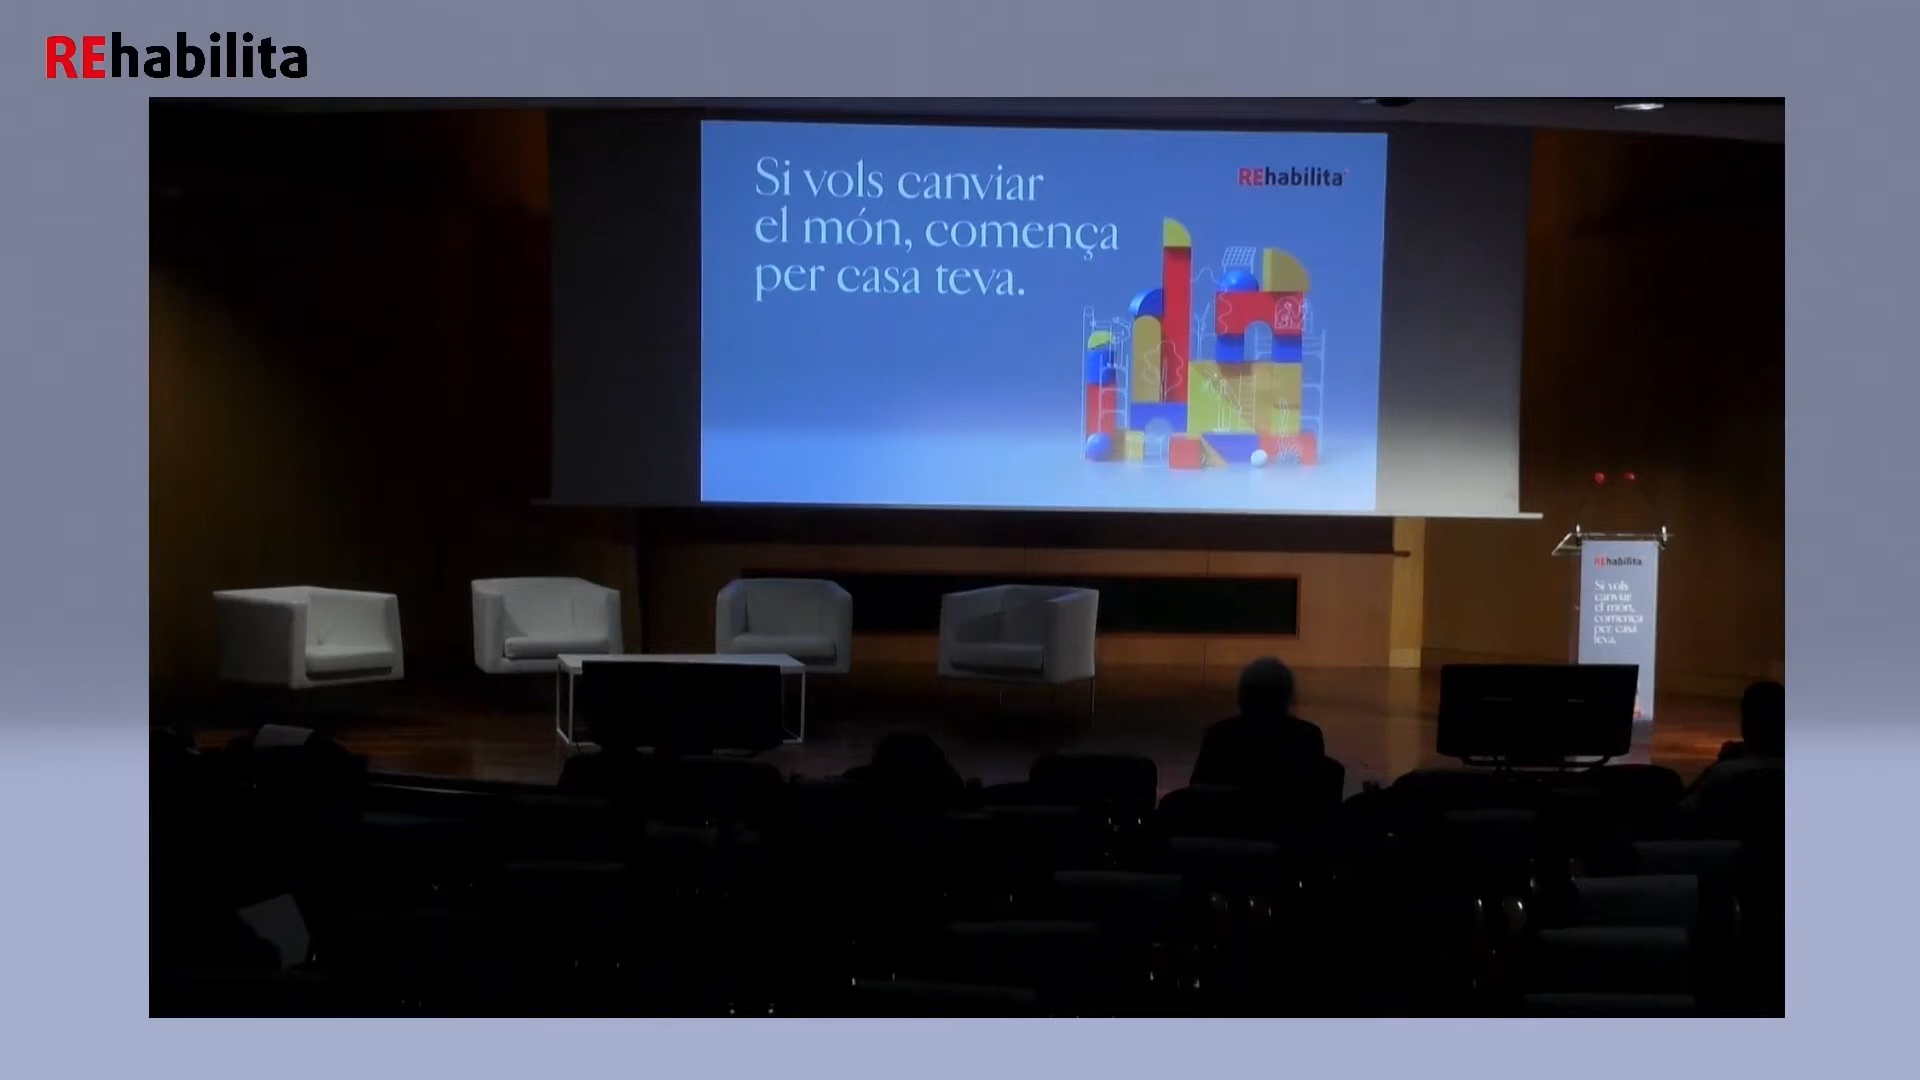 REhabilita
Si vols canviar
el món, comença
per casa teva.
REhabilita
REhabilita
Si vols
canviar
el món,
comença
per casa
teva.